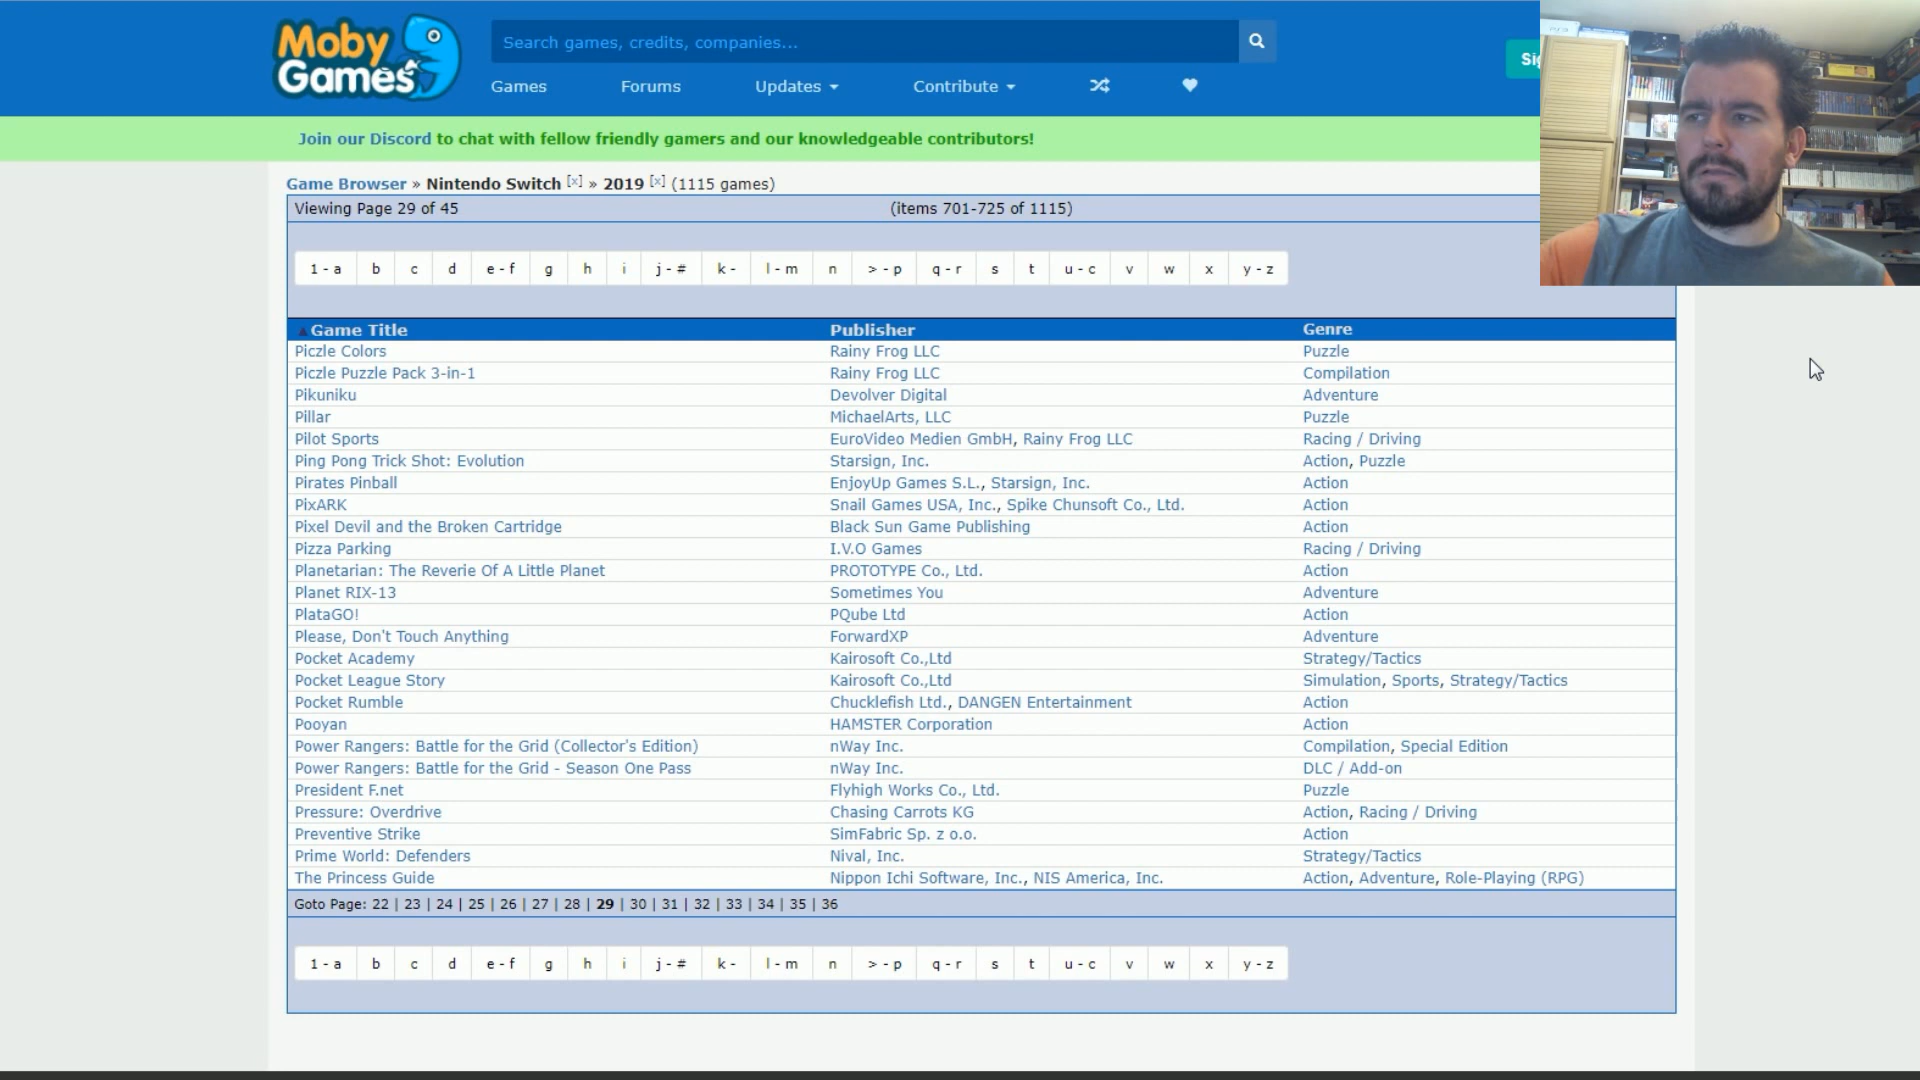 Moby Games
Search games, credits, companies...
Games Forums Updates Contribute
Join our Discord to chat with fellow friendly gamers and our knowledgeable contributors!
Game Browser » Nintendo Switch [x] » 2019 [x] (1115 games)
Viewing Page 29 of 45 (items 701-725 of 1115)
1 - a b c d e - f g h i j - # k - l - m n > - p q - r s t u - c v w x y - z
Game Title Publisher Genre
Piczle Colors Rainy Frog LLC Puzzle
Piczle Puzzle Pack 3-in-1 Rainy Frog LLC Compilation
Pikuniku Devolver Digital Adventure
Pillar MichaelArts, LLC Puzzle
Pilot Sports EuroVideo Medien GmbH, Rainy Frog LLC Racing / Driving
Ping Pong Trick Shot: Evolution Starsign, Inc. Action, Puzzle
Pirates Pinball EnjoyUp Games S.L., Starsign, Inc. Action
PixARK Snail Games USA, Inc., Spike Chunsoft Co., Ltd. Action
Pixel Devil and the Broken Cartridge Black Sun Game Publishing Action
Pizza Parking I.V.O Games Racing / Driving
Planetarian: The Reverie Of A Little Planet PROTOTYPE Co., Ltd. Action
Planet RIX-13 Sometimes You Adventure
PlataGO! PQube Ltd Action
Please, Don't Touch Anything ForwardXP Adventure
Pocket Academy Kairosoft Co.,Ltd Strategy/Tactics
Pocket League Story Kairosoft Co.,Ltd Simulation, Sports, Strategy/Tactics
Pocket Rumble Chucklefish Ltd., DANGEN Entertainment Action
Pooyan HAMSTER Corporation Action
Power Rangers: Battle for the Grid (Collector's Edition) nWay Inc. Compilation, Special Edition
Power Rangers: Battle for the Grid - Season One Pass nWay Inc. DLC / Add-on
President F.net Flyhigh Works Co., Ltd. Puzzle
Pressure: Overdrive Chasing Carrots KG Action, Racing / Driving
Preventive Strike SimFabric Sp. z o.o. Action
Prime World: Defenders Nival, Inc. Strategy/Tactics
The Princess Guide Nippon Ichi Software, Inc., NIS America, Inc. Action, Adventure, Role-Playing (RPG)
Goto Page: 22 | 23 | 24 | 25 | 26 | 27 | 28 | 29 | 30 | 31 | 32 | 33 | 34 | 35 | 36
1 - a b c d e - f g h i j - # k - l - m n > - p q - r s t u - c v w x y - z